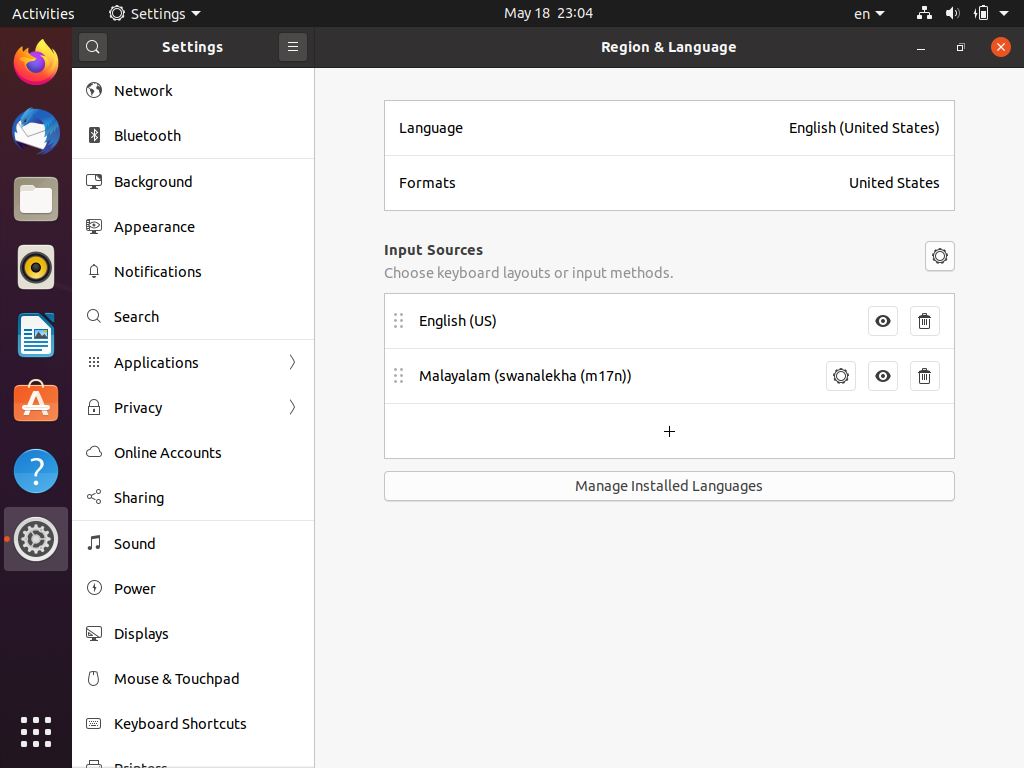 Activities
Settings
May 18 23:04
en
Settings
Region & Language
Network
Bluetooth
Background
Appearance
Notifications
Search
Applications
Privacy
Online Accounts
Sharing
Sound
Power
Displays
Mouse & Touchpad
Keyboard Shortcuts
Printers
Language
English (United States)
Formats
United States
Input Sources
Choose keyboard layouts or input methods.
English (US)
Malayalam (swanalekha (m17n))
Manage Installed Languages